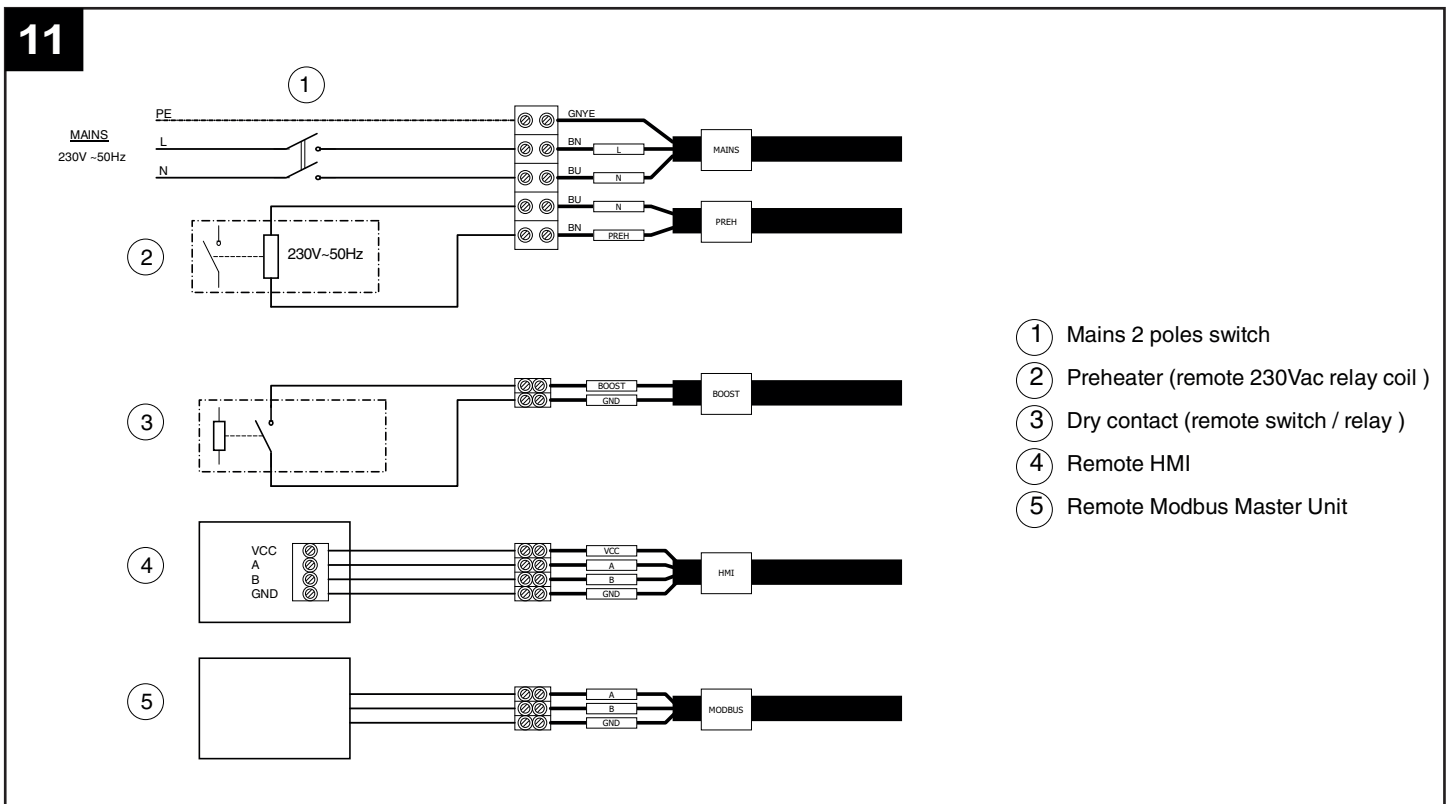 11
1
PE
MAINS
230V ~50Hz
L
N
GNYE
BN
L
BU
N
MAINS
BU
N
BN
PREH
PREH
2
230V~50Hz
3
BOOST
GND
BOOST
4
VCC
A
B
GND
VCC
A
B
GND
HMI
5
A
B
GND
MODBUS
1 Mains 2 poles switch
2 Preheater (remote 230Vac relay coil )
3 Dry contact (remote switch / relay )
4 Remote HMI
5 Remote Modbus Master Unit